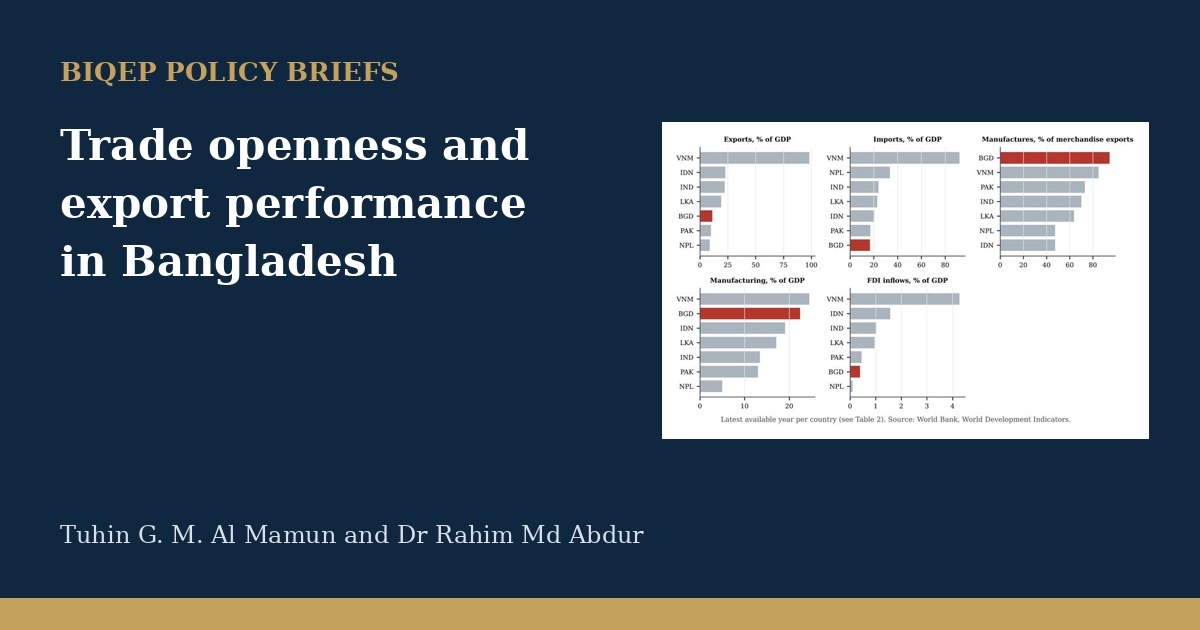 BIQEP POLICY BRIEFS
Trade openness and
export performance
in Bangladesh
Exports, % of GDP
VNM
IDN
IND
LKA
BGD
PAK
NPL
0 25 50 75 100
Imports, % of GDP
VNM
NPL
IND
LKA
IDN
PAK
BGD
0 20 40 60 80
Manufactures, % of merchandise exports
BGD
VNM
PAK
IND
LKA
NPL
IDN
0 20 40 60 80
Manufacturing, % of GDP
VNM
BGD
IDN
LKA
IND
PAK
NPL
0 10 20
FDI inflows, % of GDP
VNM
IDN
IND
LKA
PAK
BGD
NPL
0 1 2 3 4
Latest available year per country (see Table 2). Source: World Bank, World Development Indicators.
Tuhin G. M. Al Mamun and Dr Rahim Md Abdur